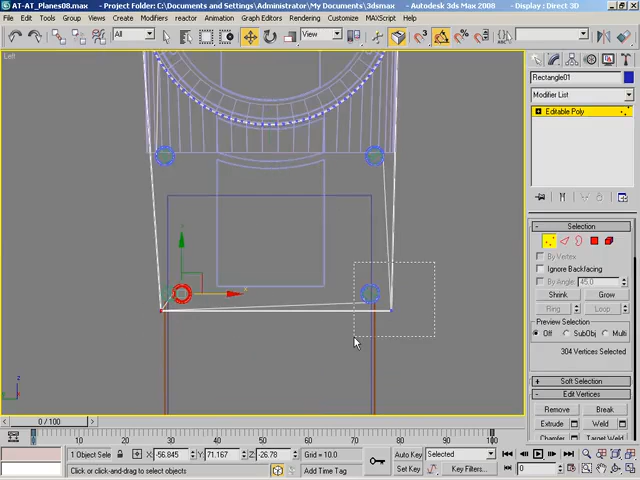 AT-AT_Planes08.max - Project Folder: C:\Documents and Settings\Administrator\My Documents\3dsmax - Autodesk 3ds Max 2008 - Display : Direct 3D
File Edit Tools Group Views Create Modifiers reactor Animation Graph Editors Rendering Customize MAXScript Help
All View
Left
Rectangle01
Modifier List
Editable Poly
Selection
By Vertex
Ignore Backfacing
By Angle: 45.0
Shrink Grow
Ring Loop
Preview Selection
Off SubObj Multi
304 Vertices Selected
Soft Selection
Edit Vertices
Remove Break
Extrude Weld
Chamfer Target Weld
0 / 100
0 10 20 30 40 50 60 70 80 90 100
1 Object Selec X: -56.845 Y: 71.167 Z: -26.78 Grid = 10.0 Auto Key Selected
Click or click-and-drag to select objects Add Time Tag Set Key Key Filters... 0